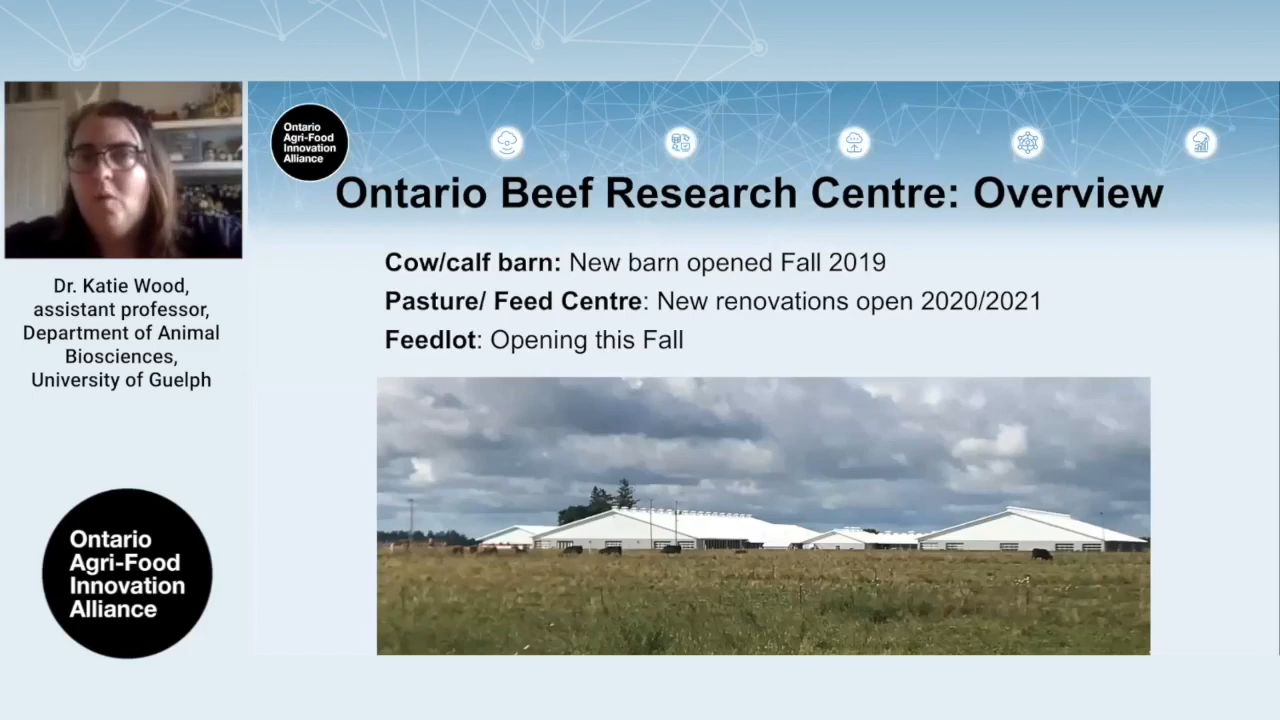 Ontario
Agri-Food
Innovation
Alliance
Ontario Beef Research Centre: Overview
Cow/calf barn: New barn opened Fall 2019
Pasture/ Feed Centre: New renovations open 2020/2021
Feedlot: Opening this Fall
Dr. Katie Wood,
assistant professor,
Department of Animal
Biosciences,
University of Guelph
Ontario
Agri-Food
Innovation
Alliance